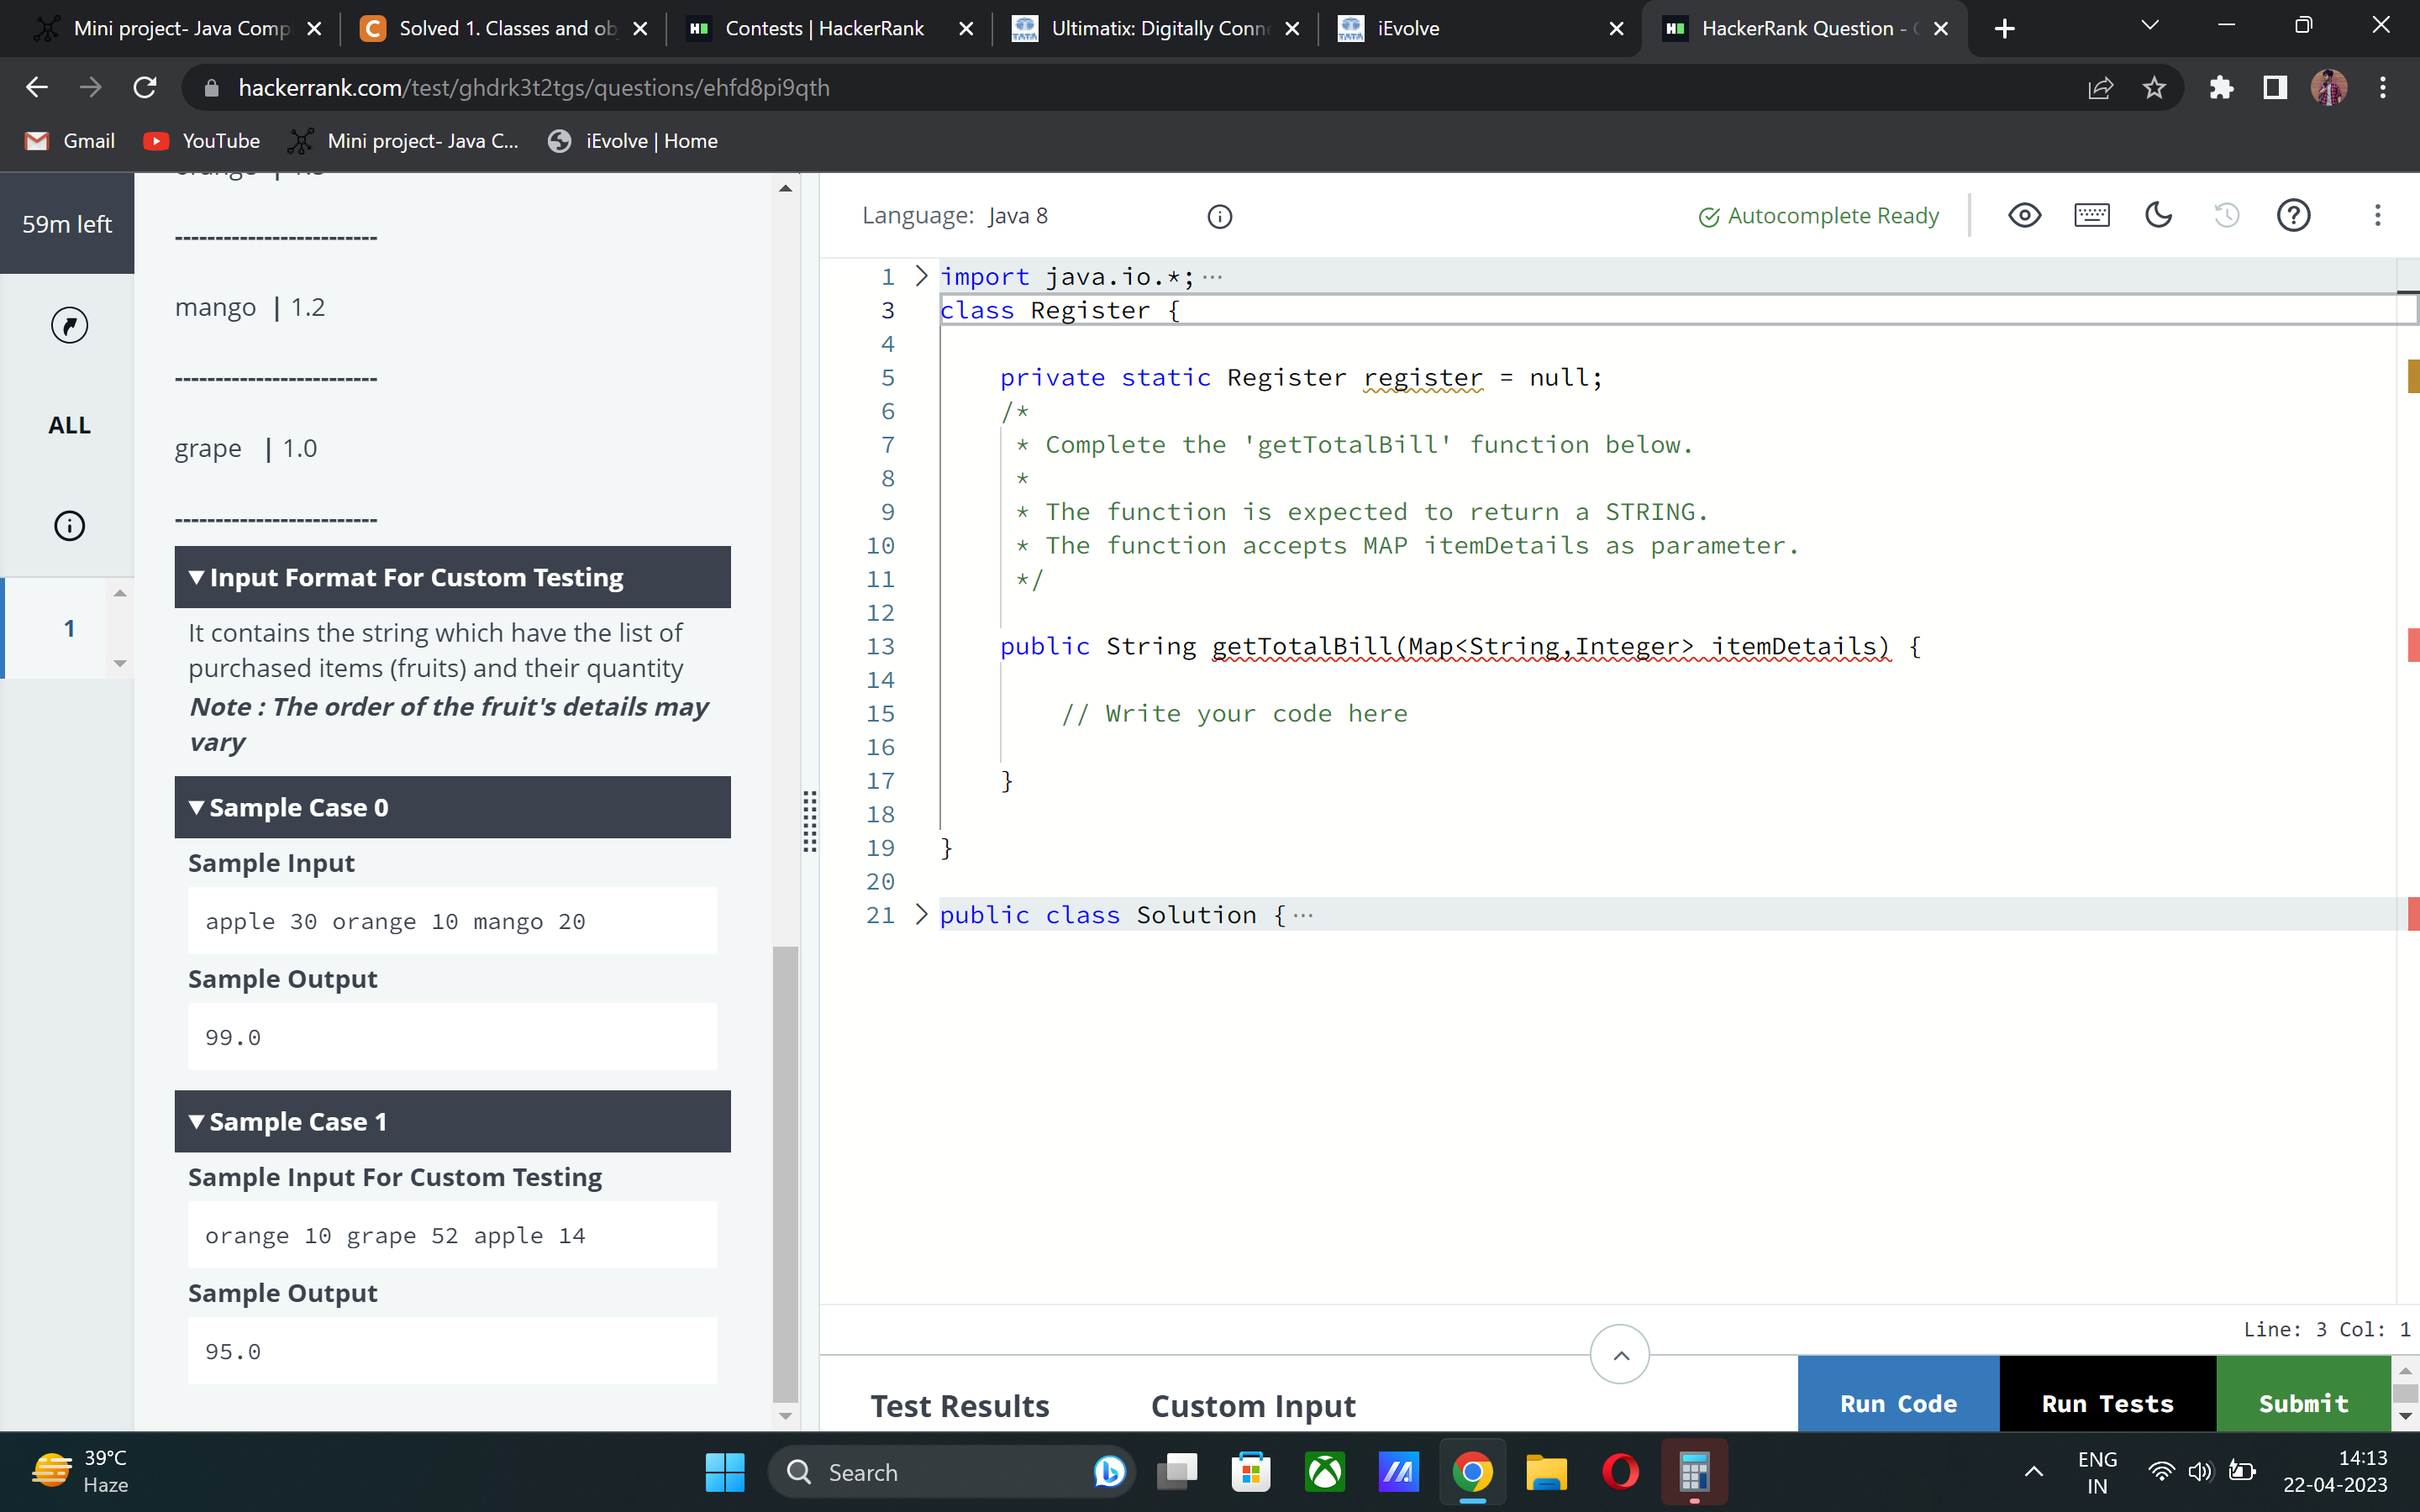 Mini project- Java Comp
Solved 1. Classes and ob
Contests | HackerRank
Ultimatix: Digitally Conne
iEvolve
HackerRank Question -
hackerrank.com/test/ghdrk3t2tgs/questions/ehfd8pi9qth
Gmail
YouTube
Mini project- Java C...
iEvolve | Home
59m left
ALL
1
-------------------------
mango | 1.2
-------------------------
grape | 1.0
-------------------------
▼ Input Format For Custom Testing
It contains the string which have the list of
purchased items (fruits) and their quantity
Note : The order of the fruit's details may
vary
▼ Sample Case 0
Sample Input
apple 30 orange 10 mango 20
Sample Output
99.0
▼ Sample Case 1
Sample Input For Custom Testing
orange 10 grape 52 apple 14
Sample Output
95.0
Language: Java 8
Autocomplete Ready
1 import java.io.*;...
3 class Register {
4
5 private static Register register = null;
6 /*
7 * Complete the 'getTotalBill' function below.
8 *
9 * The function is expected to return a STRING.
10 * The function accepts MAP itemDetails as parameter.
11 */
12
13 public String getTotalBill(Map<String,Integer> itemDetails) {
14
15 // Write your code here
16
17 }
18
19 }
20
21 public class Solution {...
Line: 3 Col: 1
Test Results
Custom Input
Run Code
Run Tests
Submit
39°C
Haze
Search
ENG
IN
14:13
22-04-2023